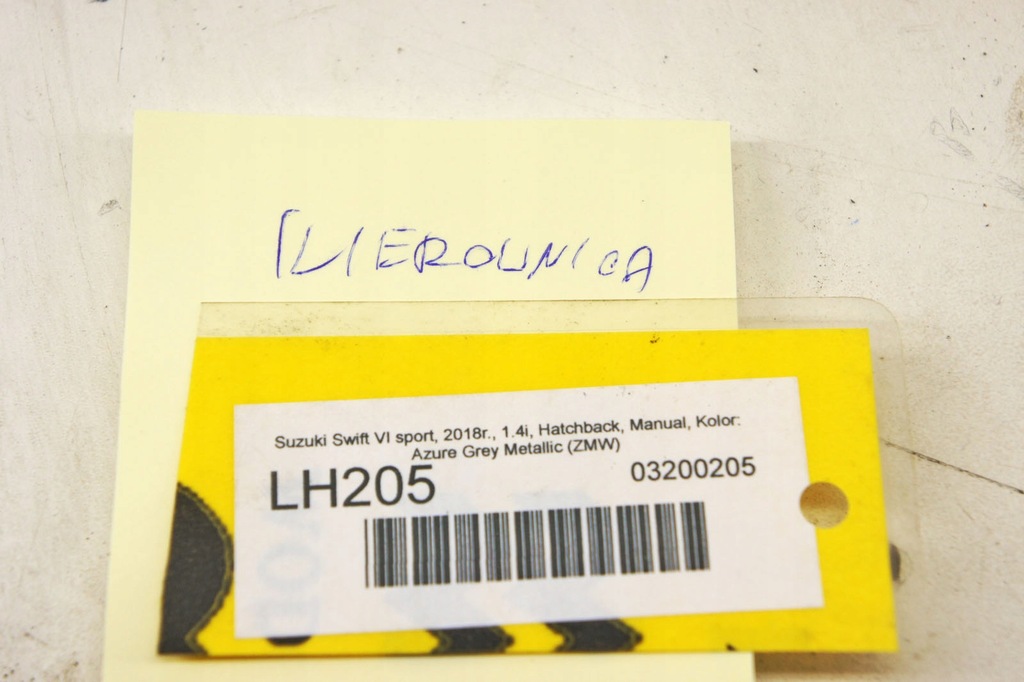 KIEROWNICA
Suzuki Swift VI sport, 2018r., 1.4i, Hatchback, Manual, Kolor:
Azure Grey Metallic (ZMW)
LH205
03200205